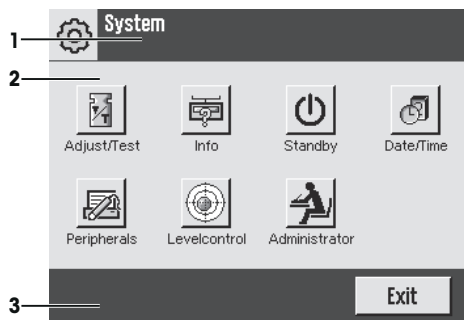 System
1
2
Adjust/Test Info Standby Date/Time
Peripherals Levelcontrol Administrator
3 Exit